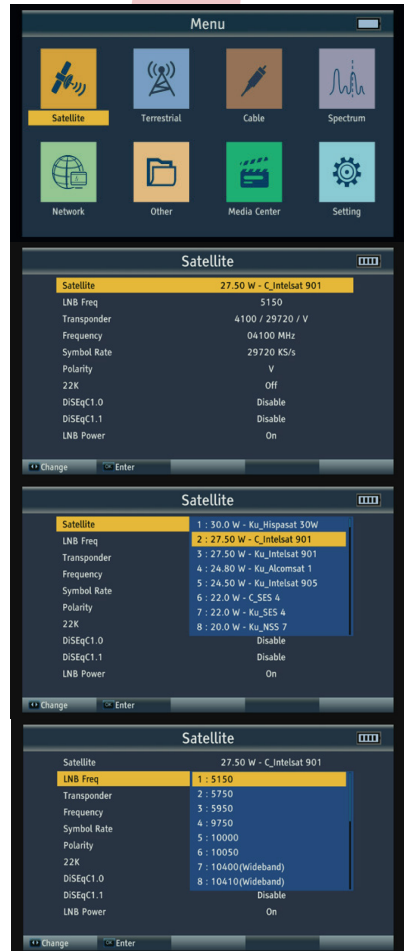 Menu
Satellite Terrestrial Cable Spectrum
Network Other Media Center Setting
Satellite
Satellite 27.50 W - C_Intelsat 901
LNB Freq 5150
Transponder 4100 / 29720 / V
Frequency 04100 MHz
Symbol Rate 29720 KS/s
Polarity V
22K Off
DiSEqC1.0 Disable
DiSEqC1.1 Disable
LNB Power On
Change OK Enter
Satellite
Satellite 1 : 30.0 W - Ku_Hispasat 30W
LNB Freq 2 : 27.50 W - C_Intelsat 901
Transponder 3 : 27.50 W - Ku_Intelsat 901
Frequency 4 : 24.80 W - Ku_Alcomsat 1
Symbol Rate 5 : 24.50 W - Ku_Intelsat 905
Polarity 6 : 22.0 W - C_SES 4
22K 7 : 22.0 W - Ku_SES 4
8 : 20.0 W - Ku_NSS 7
DiSEqC1.0 Disable
DiSEqC1.1 Disable
LNB Power On
Change OK Enter
Satellite
Satellite 27.50 W - C_Intelsat 901
LNB Freq 1 : 5150
Transponder 2 : 5750
Frequency 3 : 5950
4 : 9750
Symbol Rate 5 : 10000
Polarity 6 : 10050
22K 7 : 10400(Wideband)
DiSEqC1.0 8 : 10410(Wideband)
DiSEqC1.1 Disable
LNB Power On
Change OK Enter